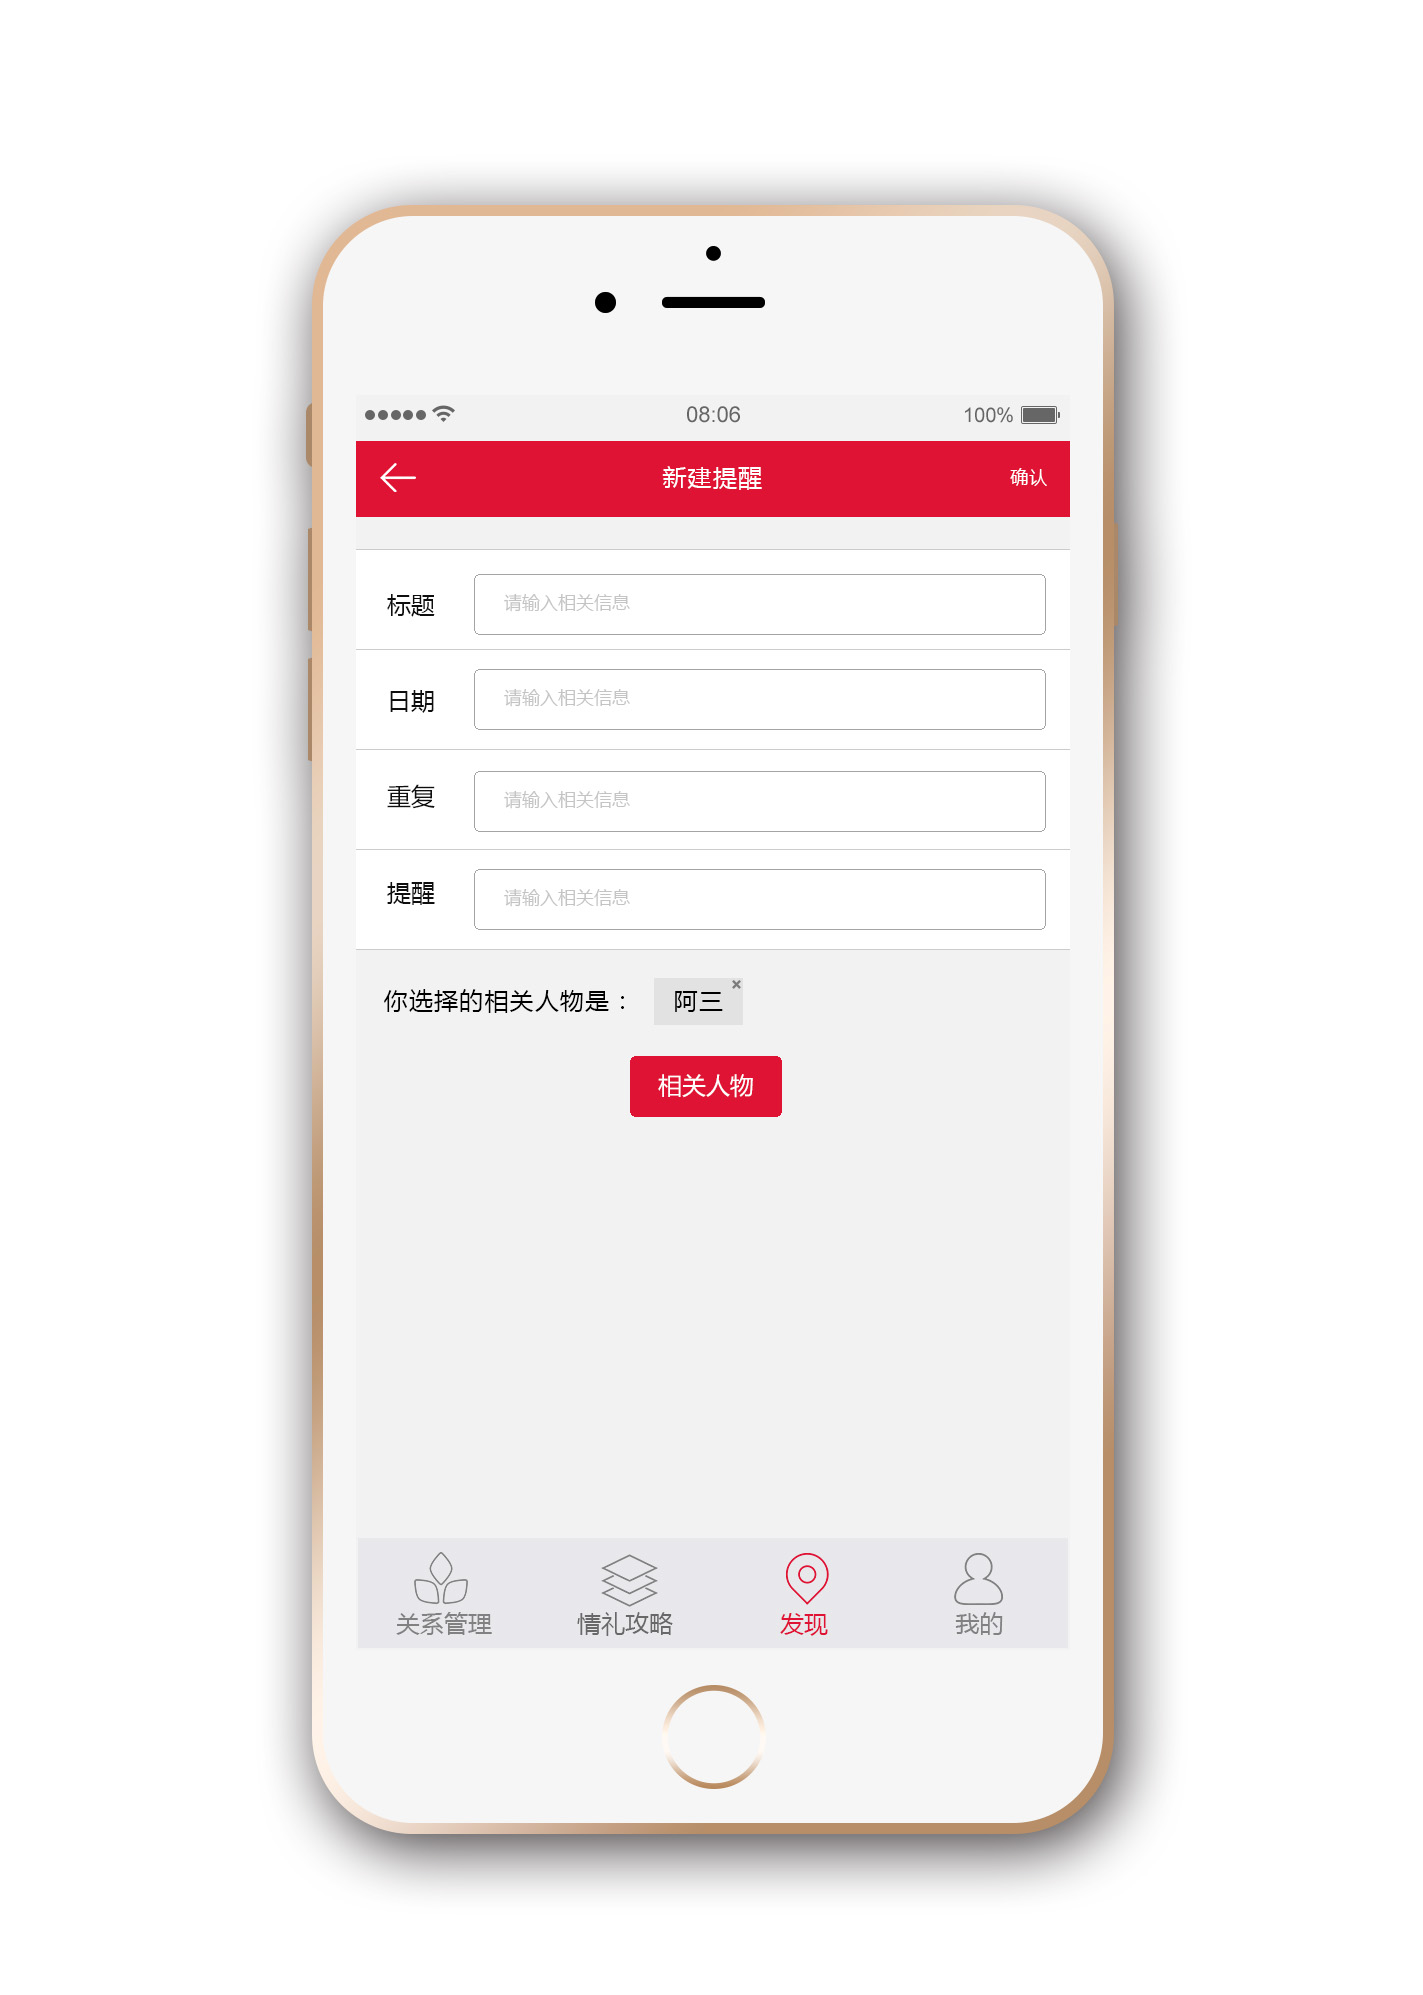 08:06 100%
新建提醒 确认
标题 请输入相关信息
日期 请输入相关信息
重复 请输入相关信息
提醒 请输入相关信息
你选择的相关人物是： 阿三
相关人物
关系管理 情礼攻略 发现 我的